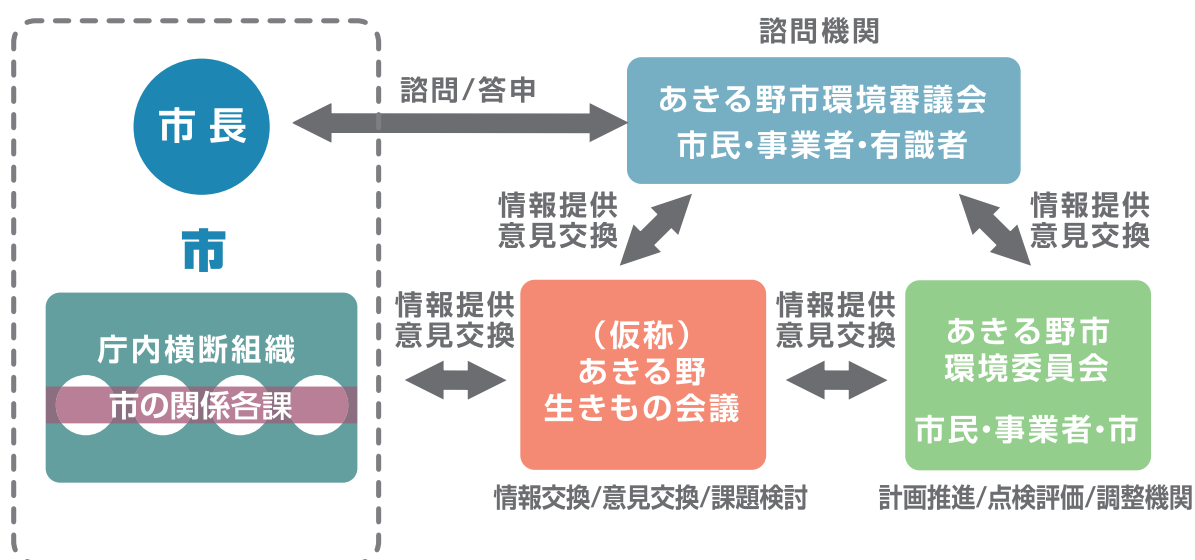 諮問機関
諮問/答申
市長
あきる野市環境審議会
市民・事業者・有識者
市
情報提供
意見交換
情報提供
意見交換
庁内横断組織
市の関係各課
情報提供
意見交換
（仮称）
あきる野
生きもの会議
情報提供
意見交換
あきる野市
環境委員会
市民・事業者・市
情報交換/意見交換/課題検討
計画推進/点検評価/調整機関